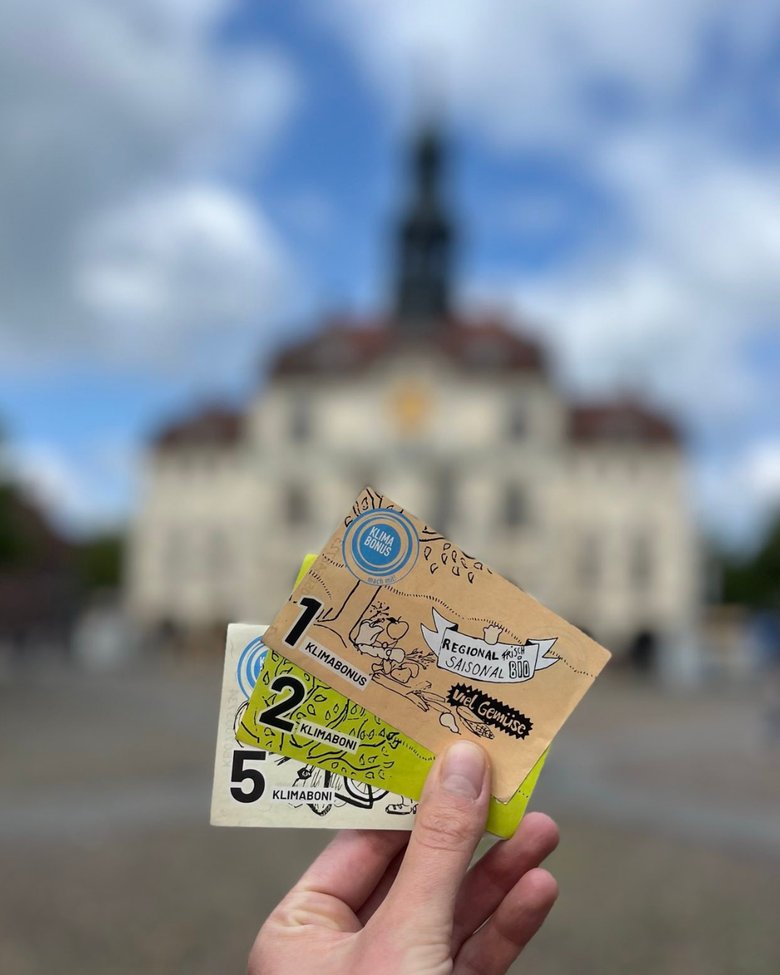 KLIMA
BONUS
mach mit!
1
KLIMABONUS
REGIONAL FRISCH
SAISONAL BIO
Viel Gemüse
2
KLIMABONI
5
KLIMABONI